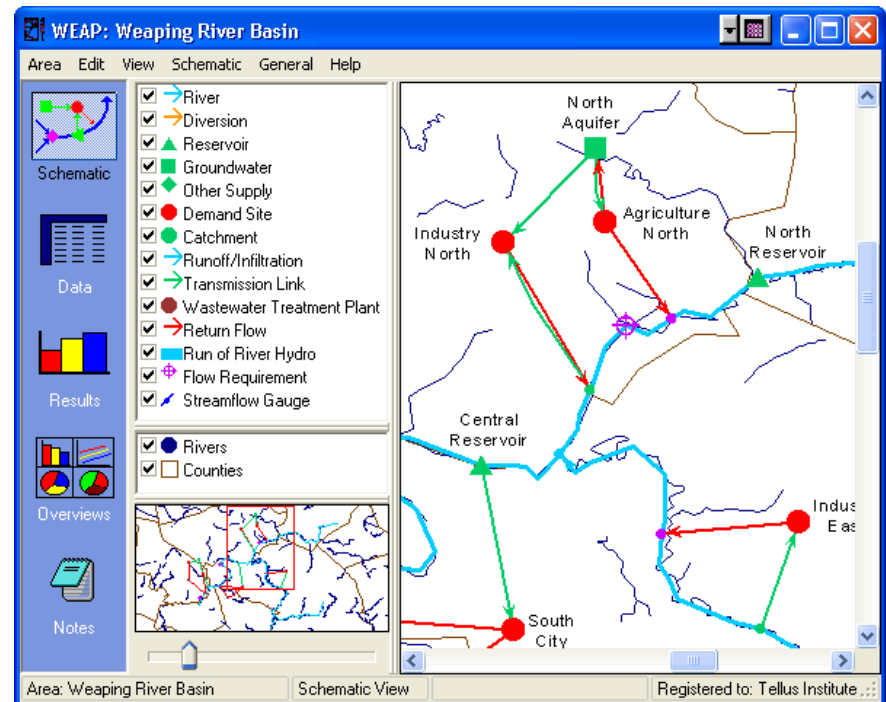 WEAP: Weaping River Basin
Area Edit View Schematic General Help
Schematic
Data
Results
Overviews
Notes
River
Diversion
Reservoir
Groundwater
Other Supply
Demand Site
Catchment
Runoff/Infiltration
Transmission Link
Wastewater Treatment Plant
Return Flow
Run of River Hydro
Flow Requirement
Streamflow Gauge
Rivers
Counties
North
Aquifer
Agriculture
North
Industry
North
North
Reservoir
Central
Reservoir
Indus
Eas
South
City
Area: Weaping River Basin
Schematic View
Registered to: Tellus Institute